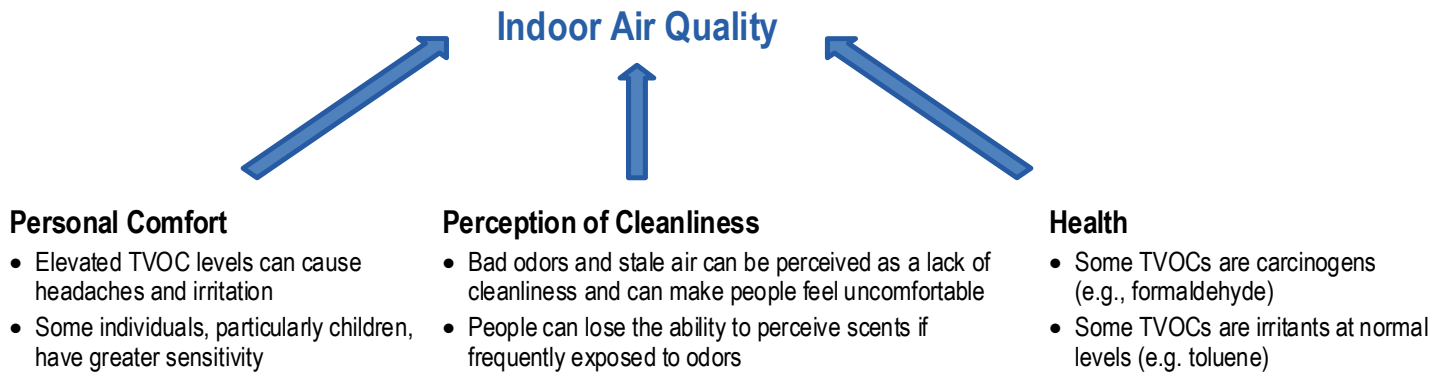 Indoor Air Quality
Personal Comfort
• Elevated TVOC levels can cause
headaches and irritation
• Some individuals, particularly children,
have greater sensitivity
Perception of Cleanliness
• Bad odors and stale air can be perceived as a lack of
cleanliness and can make people feel uncomfortable
• People can lose the ability to perceive scents if
frequently exposed to odors
Health
• Some TVOCs are carcinogens
(e.g., formaldehyde)
• Some TVOCs are irritants at normal
levels (e.g. toluene)